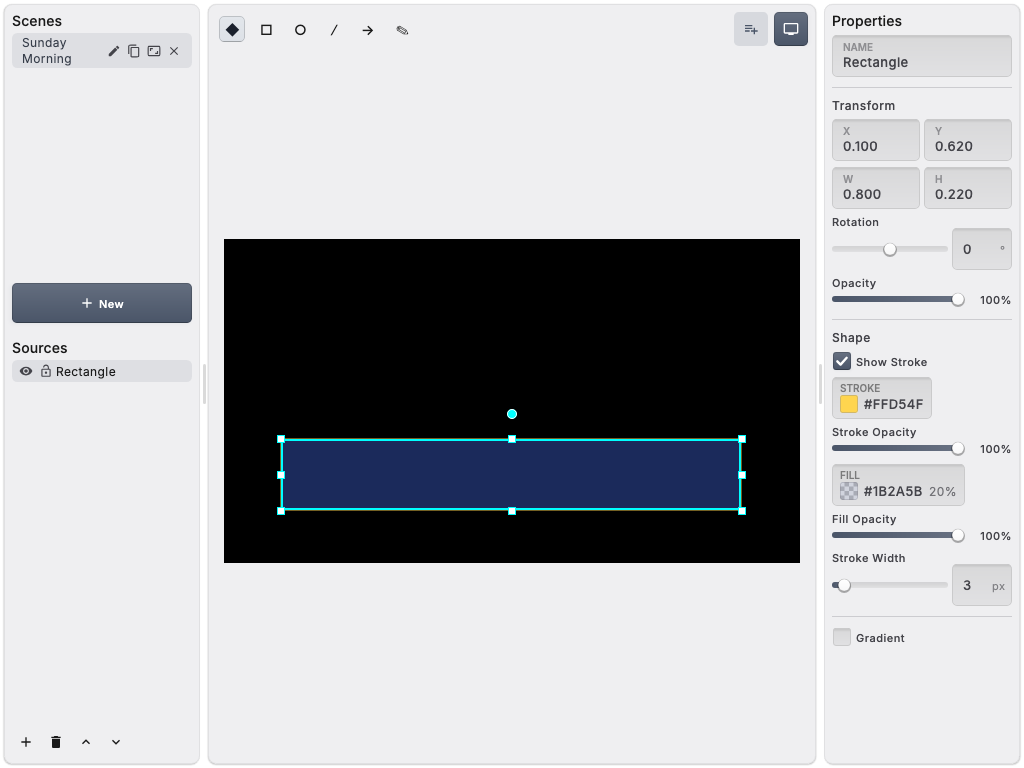 Scenes
Sunday
Morning
New
Sources
Rectangle
Properties
NAME
Rectangle
Transform
X
0.100
Y
0.620
W
0.800
H
0.220
Rotation
0 °
Opacity
100%
Shape
Show Stroke
STROKE
#FFD54F
Stroke Opacity
100%
FILL
#1B2A5B 20%
Fill Opacity
100%
Stroke Width
3 px
Gradient